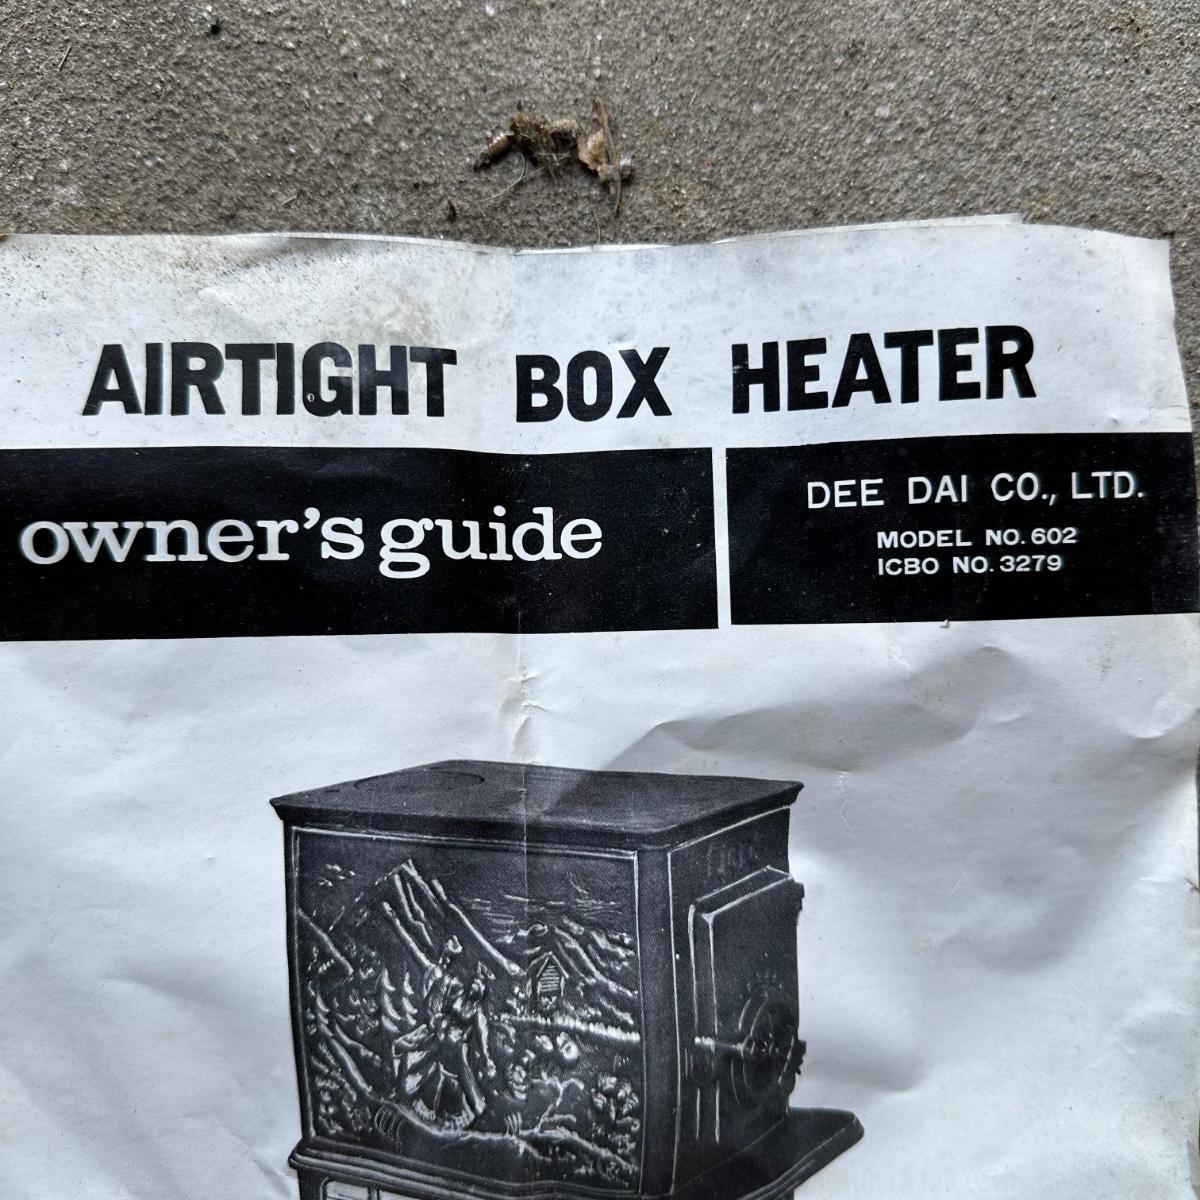 AIRTIGHT BOX HEATER
owner's guide
DEE DAI CO., LTD.
MODEL NO. 602
ICBO NO. 3279